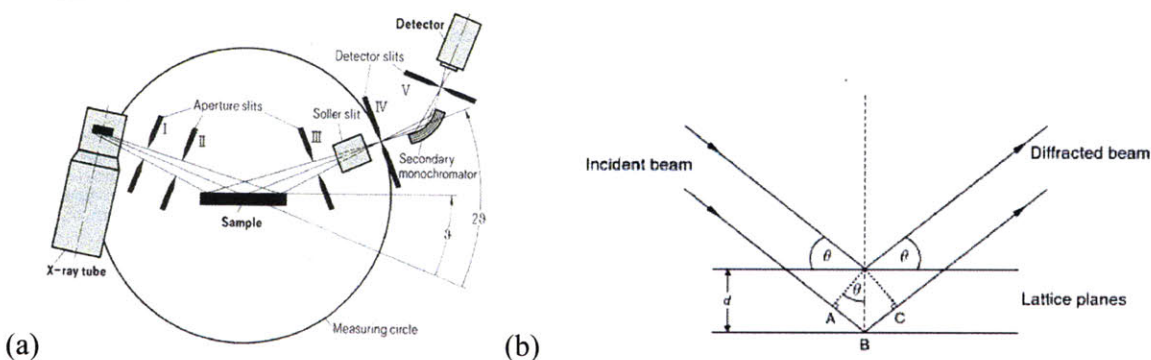 Detector
Detector slits
V
IV
Aperture slits
I
II
III
Soller slit
Secondary
monochromator
Sample
ϑ
2ϑ
X-ray tube
Measuring circle
(a)
(b)
Incident beam
Diffracted beam
θ
θ
d
θ
Lattice planes
A
C
B